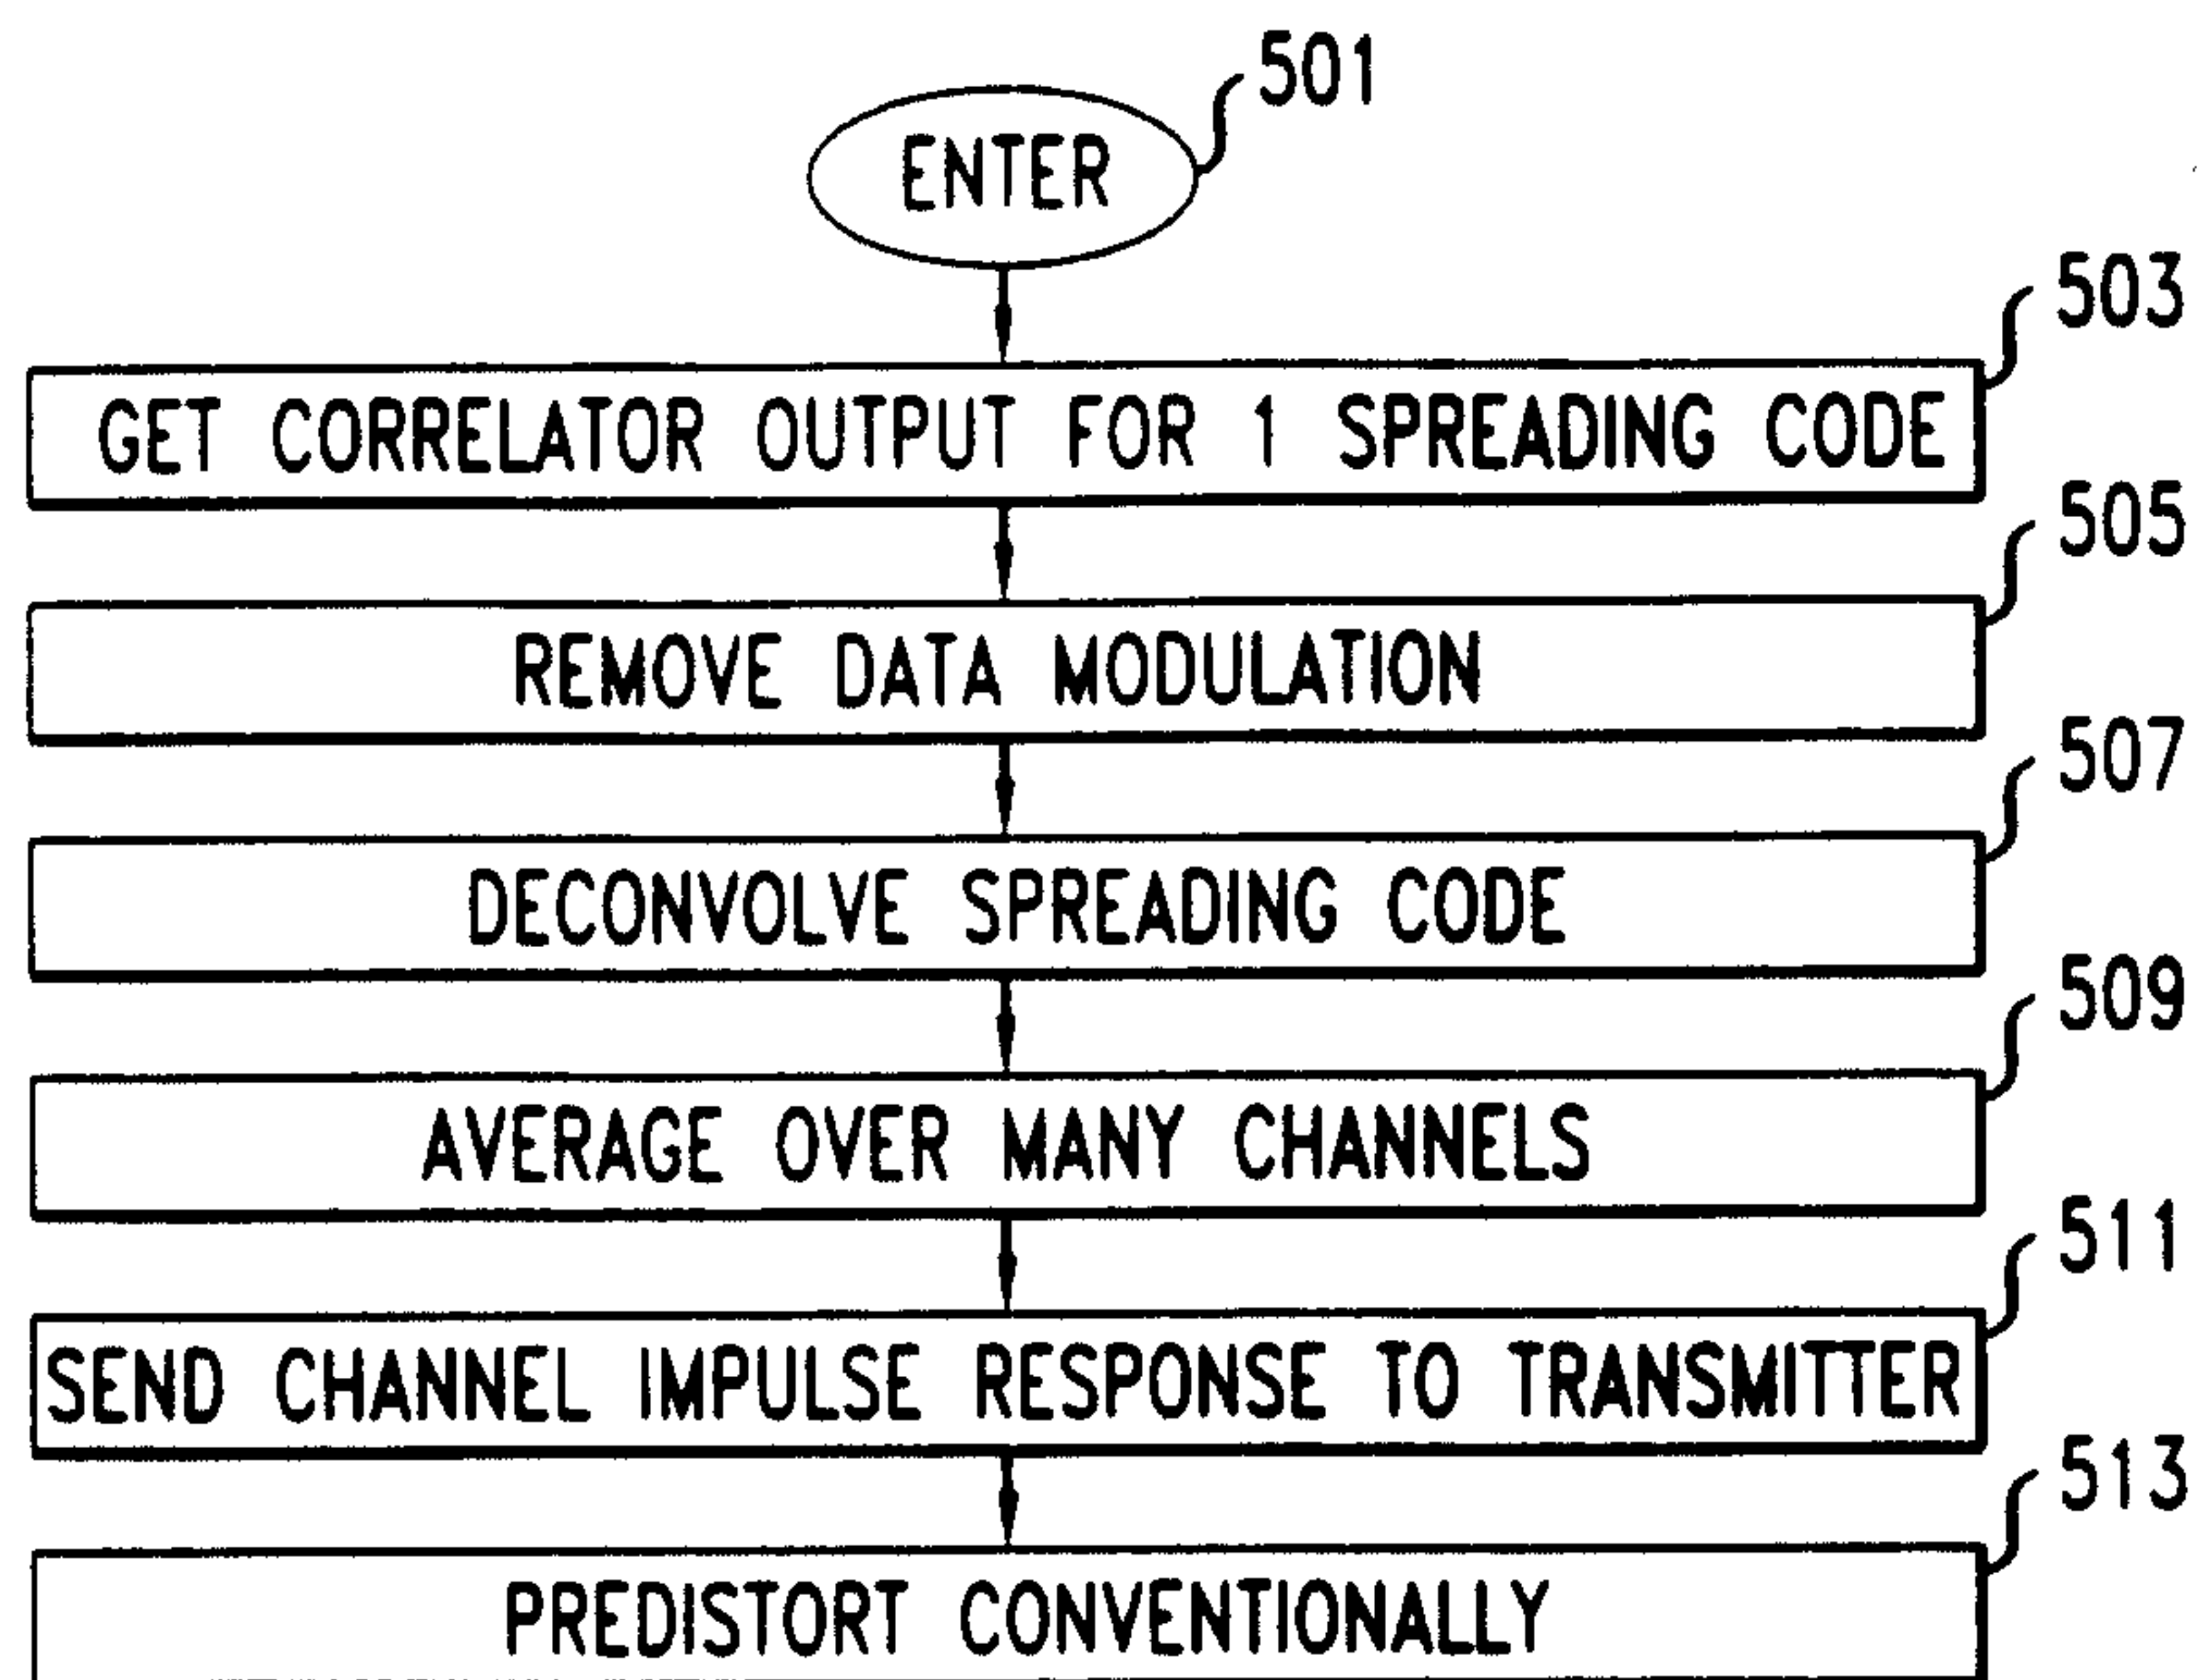 501
ENTER
503
GET CORRELATOR OUTPUT FOR 1 SPREADING CODE
505
REMOVE DATA MODULATION
507
DECONVOLVE SPREADING CODE
509
AVERAGE OVER MANY CHANNELS
511
SEND CHANNEL IMPULSE RESPONSE TO TRANSMITTER
513
PREDISTORT CONVENTIONALLY